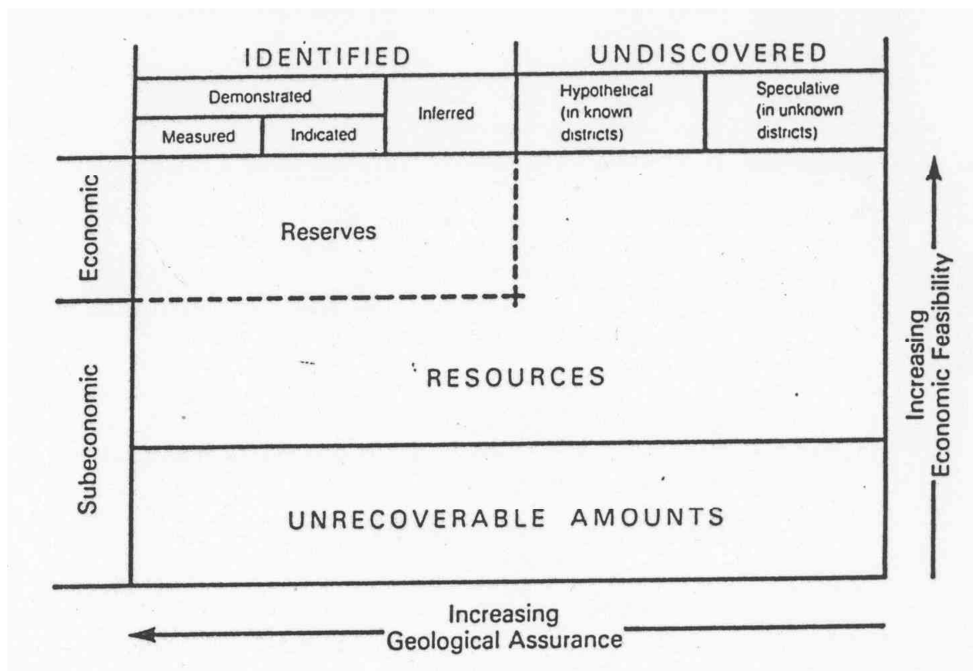 IDENTIFIED
UNDISCOVERED
Demonstrated
Inferred
Hypothetical
(in known
districts)
Speculative
(in unknown
districts)
Measured
Indicated
Economic
Reserves
Subeconomic
RESOURCES
UNRECOVERABLE AMOUNTS
Increasing
Economic Feasibility
Increasing
Geological Assurance